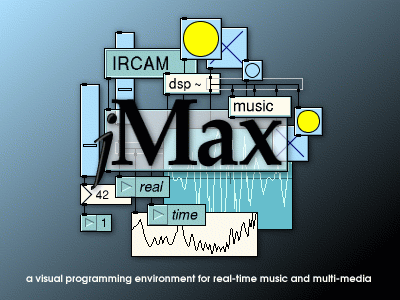 IRCAM
dsp ~
music
jMax
42
real
1
time
a visual programming environment for real-time music and multi-media